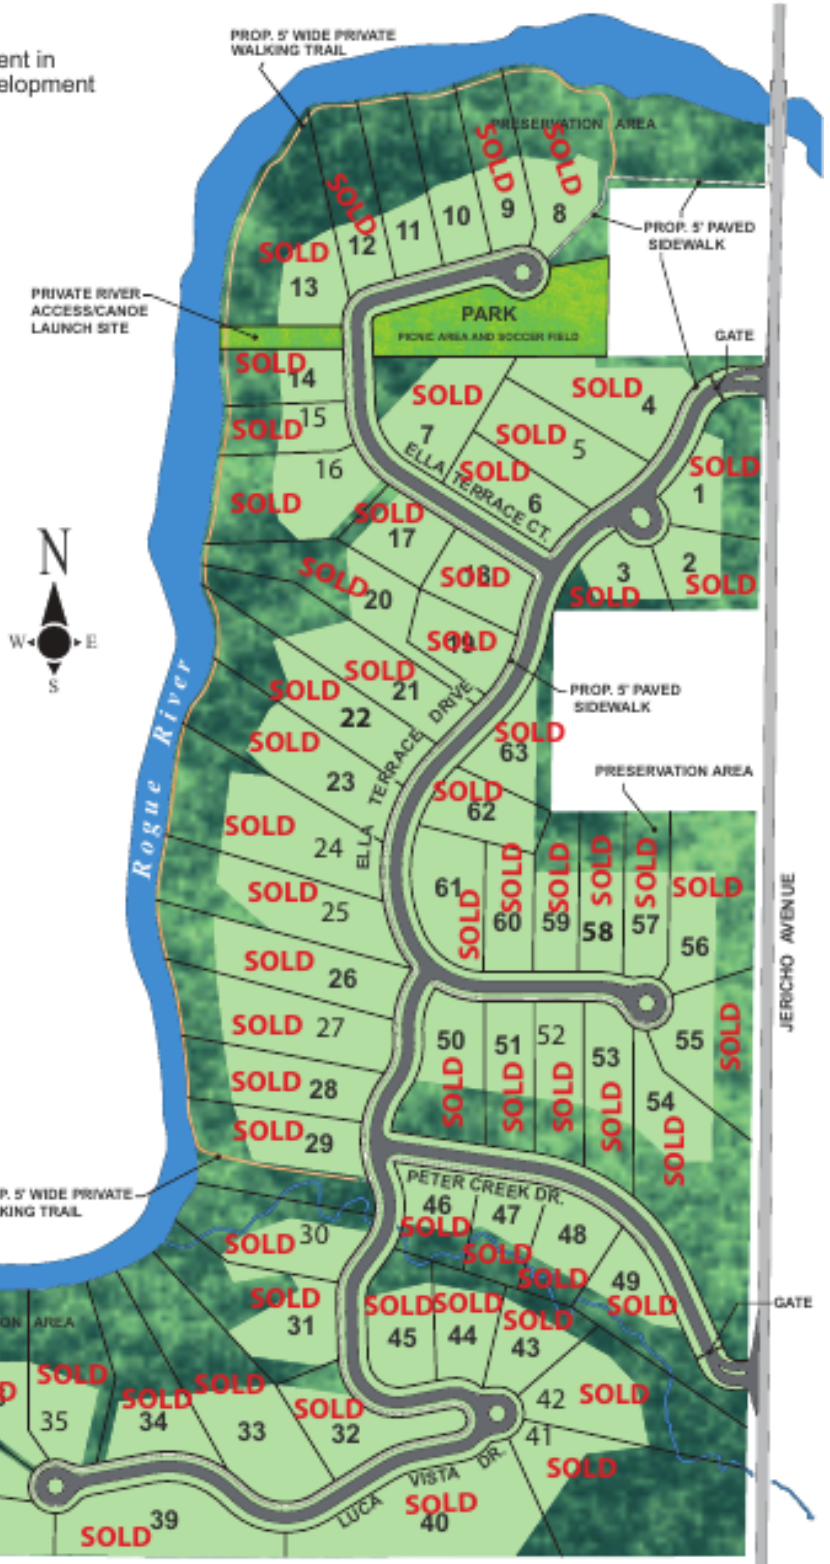 ent in
elopment
PROP. 5' WIDE PRIVATE
WALKING TRAIL
PRESERVATION AREA
SOLD
SOLD
SOLD
8
9
10
11
12
SOLD
13
PROP. 5' PAVED
SIDEWALK
PRIVATE RIVER
ACCESS/CANOE
LAUNCH SITE
PARK
PICNIC AREA AND SOCCER FIELD
GATE
SOLD
14
SOLD
15
16
SOLD
SOLD
7
SOLD
4
SOLD
5
SOLD
6
ELLA TERRACE CT.
SOLD
1
2
SOLD
3
SOLD
SOLD
17
SOLD
18
SOLD
19
SOLD
20
N
W E
S
SOLD
21
SOLD
22
SOLD
23
PROP. 5' PAVED
SIDEWALK
SOLD
63
SOLD
62
PRESERVATION AREA
ELLA TERRACE DRIVE
Rogue River
SOLD
24
SOLD
25
SOLD
26
SOLD
27
SOLD
28
SOLD
29
61
SOLD
SOLD
60
SOLD
59
SOLD
58
SOLD
57
SOLD
56
JERICHO AVENUE
50
SOLD
51
SOLD
52
SOLD
53
SOLD
54
SOLD
55
SOLD
P. 5' WIDE PRIVATE
KING TRAIL
PETER CREEK DR.
46
SOLD
47
SOLD
48
SOLD
49
SOLD
GATE
SOLD
30
SOLD
31
SOLD
45
SOLD
44
SOLD
43
42
SOLD
41
SOLD
ON AREA
D
SOLD
35
SOLD
34
SOLD
33
SOLD
32
LUCA VISTA DR.
SOLD
39
SOLD
40